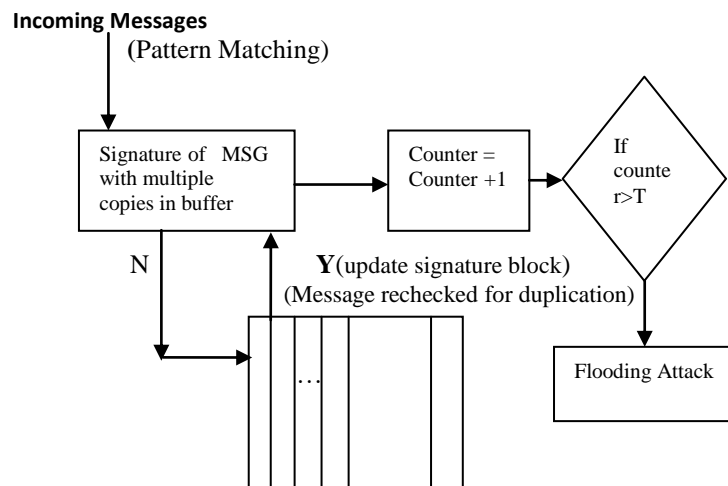 Incoming Messages
(Pattern Matching)
Signature of MSG
with multiple
copies in buffer
Counter =
Counter +1
If
counte
r>T
N
Y(update signature block)
(Message rechecked for duplication)
...
Flooding Attack